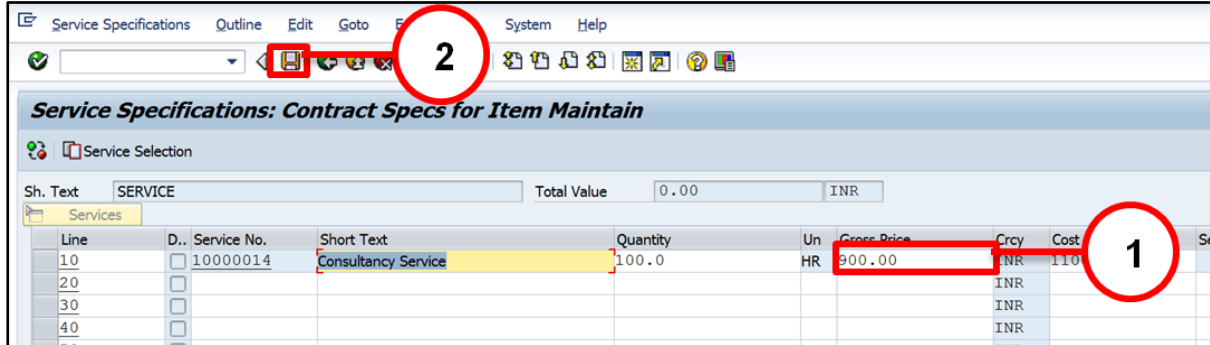 Service Specifications Outline Edit Goto System Help
2
Service Specifications: Contract Specs for Item Maintain
Service Selection
Sh. Text SERVICE Total Value 0.00 INR
Services
Line D.. Service No. Short Text Quantity Un Gross Price Crcy Cost
10 10000014 Consultancy Service 100.0 HR 900.00 INR
1
20 INR
30 INR
40 INR